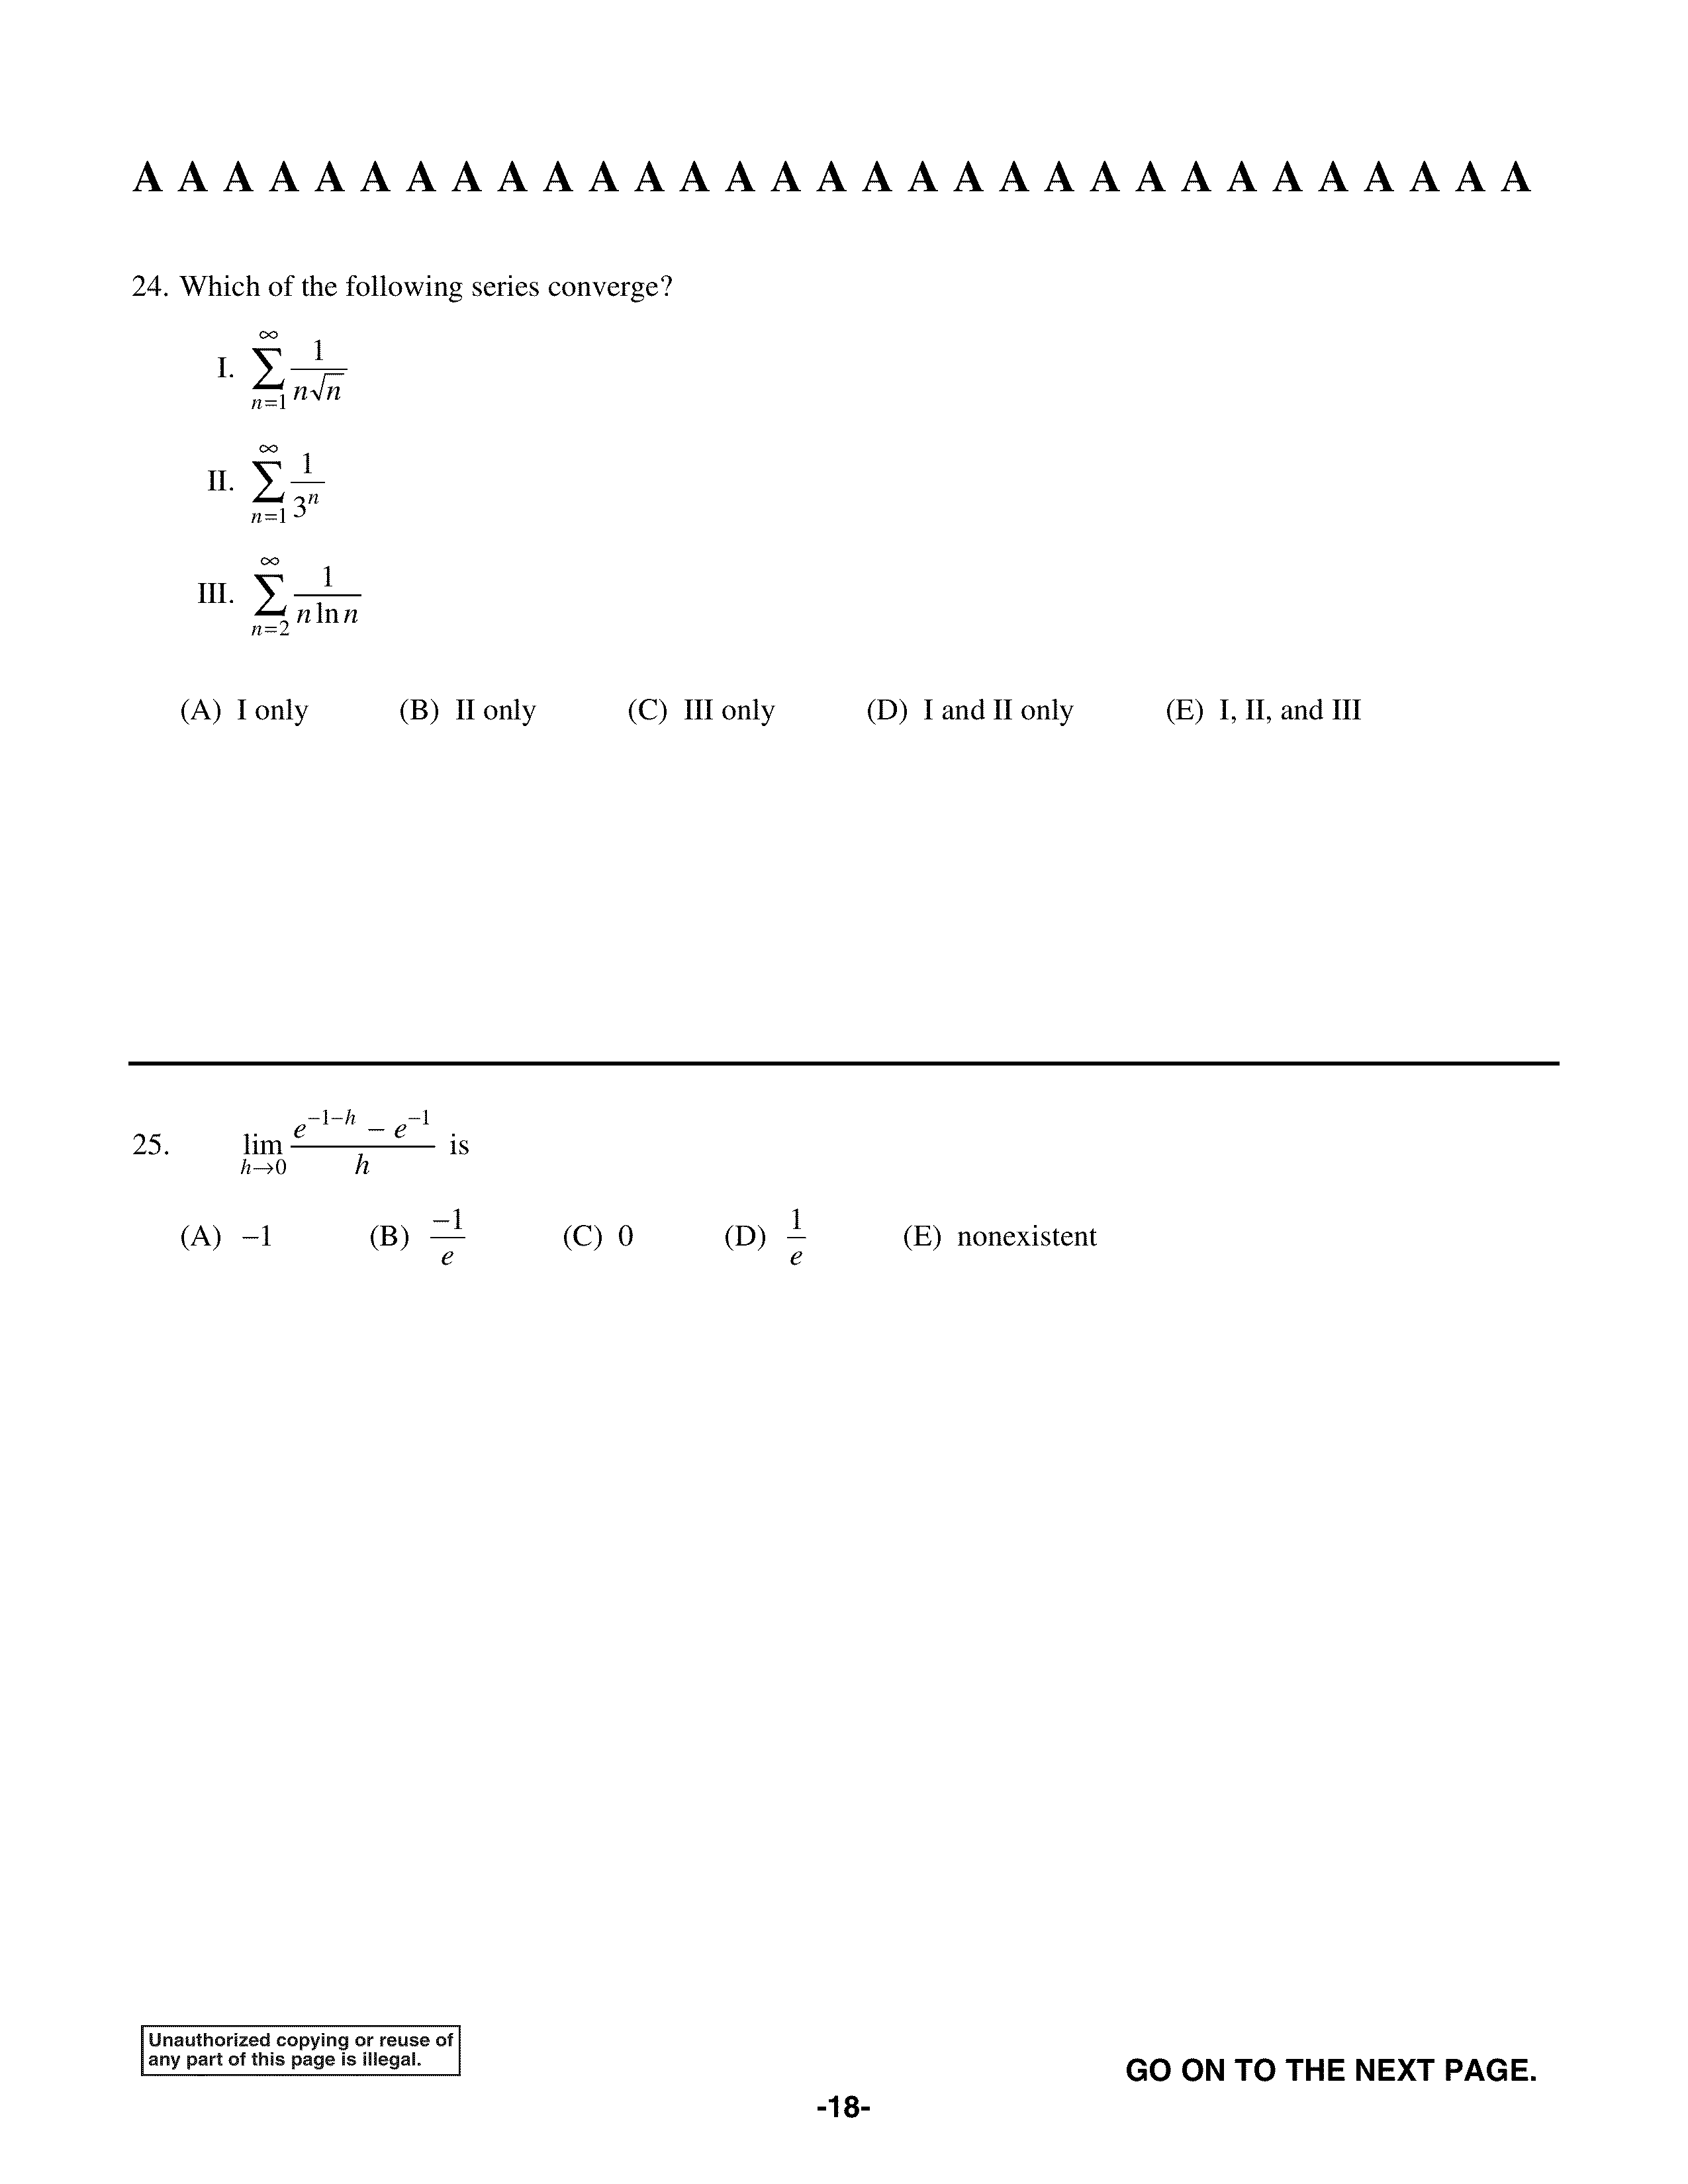 A A A A A A A A A A A A A A A A A A A A A A A A A A A A A A A
24. Which of the following series converge?
I. $\sum_{n=1}^{\infty} \frac{1}{n\sqrt{n}}$
II. $\sum_{n=1}^{\infty} \frac{1}{3^n}$
III. $\sum_{n=2}^{\infty} \frac{1}{n \ln n}$
(A) I only (B) II only (C) III only (D) I and II only (E) I, II, and III
25. $\lim_{h \to 0} \frac{e^{-1-h} - e^{-1}}{h}$ is
(A) –1 (B) $\frac{-1}{e}$ (C) 0 (D) $\frac{1}{e}$ (E) nonexistent
Unauthorized copying or reuse of
any part of this page is illegal.
GO ON TO THE NEXT PAGE.
-18-